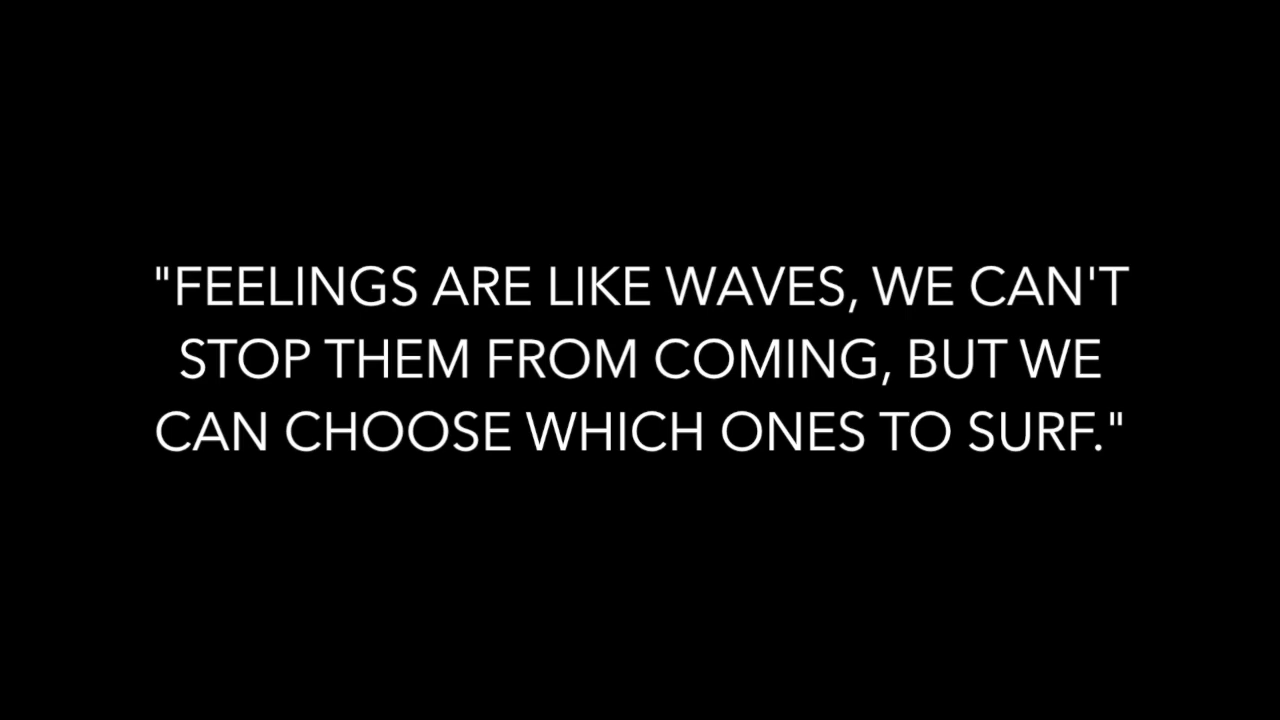 "FEELINGS ARE LIKE WAVES, WE CAN'T
STOP THEM FROM COMING, BUT WE
CAN CHOOSE WHICH ONES TO SURF."